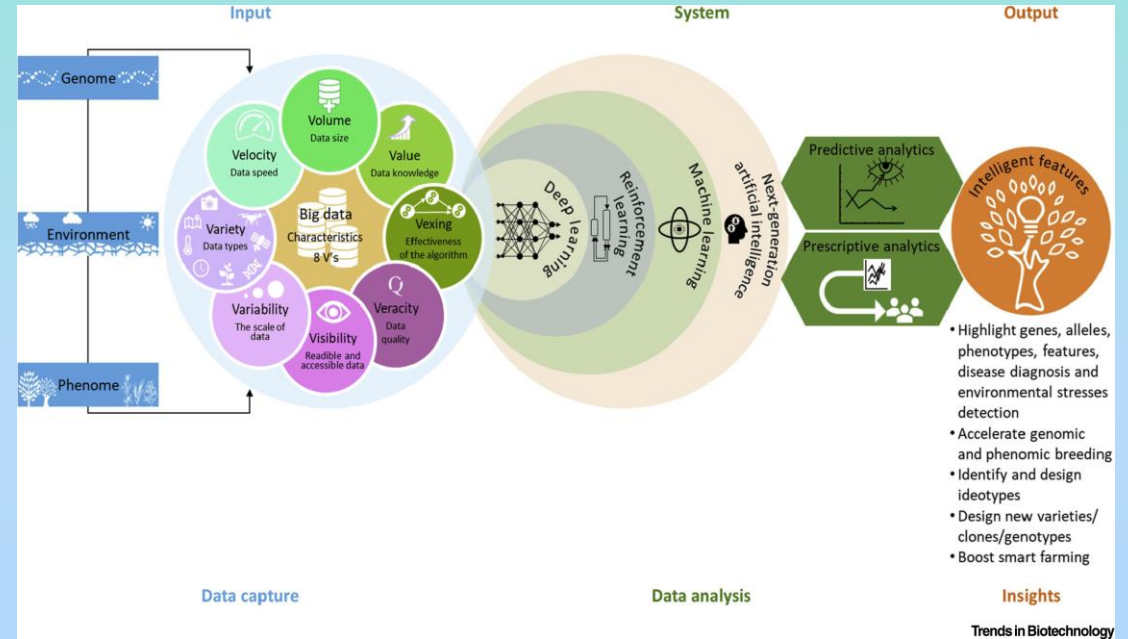 Input
System
Output
Genome
Environment
Phenome
Volume
Data size
Velocity
Data speed
Value
Data knowledge
Variety
Data types
Big data
Characteristics
8 V's
Vexing
Effectiveness
of the algorithm
Variability
The scale of
data
Visibility
Readible and
accessible data
Q
Veracity
Data
quality
Deep learning
Reinforcement
learning
Machine learning
Next-generation
artificial intelligence
Predictive analytics
Prescriptive analytics
Intelligent features
• Highlight genes, alleles,
phenotypes, features,
disease diagnosis and
environmental stresses
detection
• Accelerate genomic
and phenomic breeding
• Identify and design
ideotypes
• Design new varieties/
clones/genotypes
• Boost smart farming
Data capture
Data analysis
Insights
Trends in Biotechnology